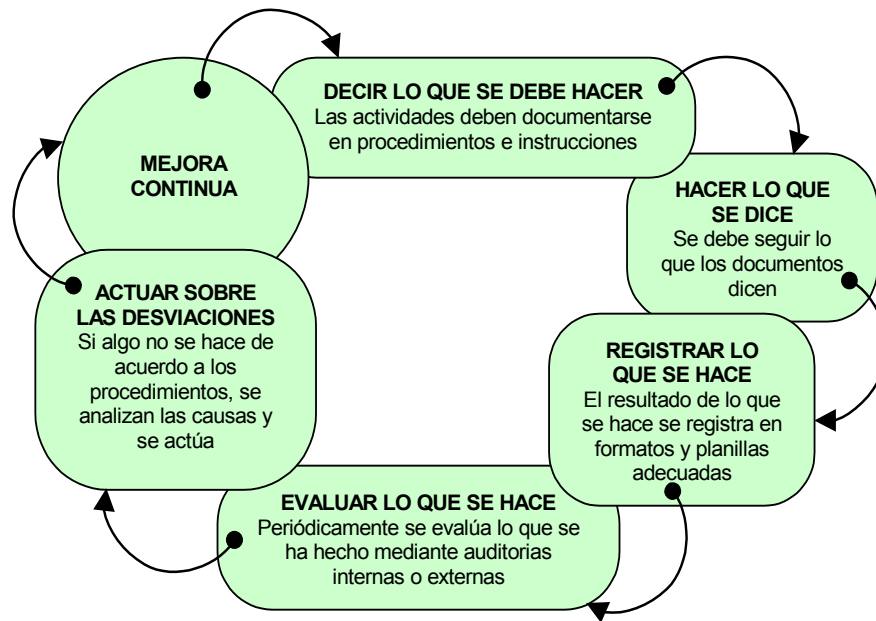 MEJORA
CONTINUA
DECIR LO QUE SE DEBE HACER
Las actividades deben documentarse
en procedimientos e instrucciones
HACER LO QUE
SE DICE
Se debe seguir lo
que los documentos
dicen
REGISTRAR LO
QUE SE HACE
El resultado de lo que
se hace se registra en
formatos y planillas
adecuadas
EVALUAR LO QUE SE HACE
Periódicamente se evalúa lo que se
ha hecho mediante auditorias
internas o externas
ACTUAR SOBRE
LAS DESVIACIONES
Si algo no se hace de
acuerdo a los
procedimientos, se
analizan las causas y
se actúa